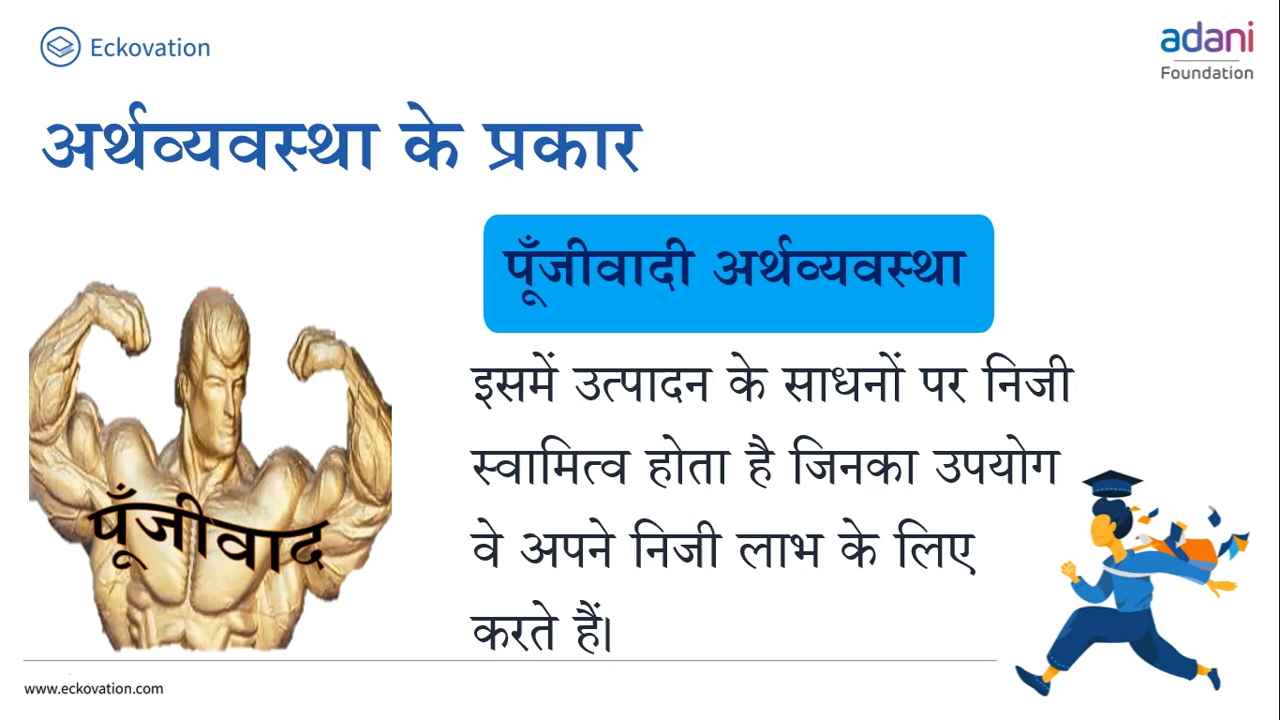 Eckovation
adani
Foundation
अर्थव्यवस्था के प्रकार
पूँजीवादी अर्थव्यवस्था
इसमें उत्पादन के साधनों पर निजी
स्वामित्व होता है जिनका उपयोग
वे अपने निजी लाभ के लिए
करते हैं।
पूँजीवाद
www.eckovation.com